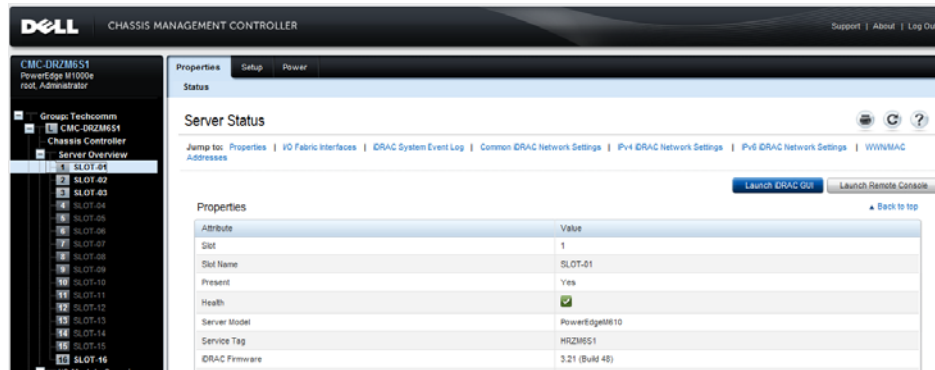 DELL CHASSIS MANAGEMENT CONTROLLER
Support | About | Log Ou
CMC-DRZM6S1
PowerEdge M1000e
root, Administrator
Properties Setup Power
Status
Group: Techcomm
L CMC-DRZM6S1
Chassis Controller
Server Overview
1 SLOT-01
2 SLOT-02
3 SLOT-03
4 SLOT-04
5 SLOT-05
6 SLOT-06
7 SLOT-07
8 SLOT-08
9 SLOT-09
10 SLOT-10
11 SLOT-11
12 SLOT-12
13 SLOT-13
14 SLOT-14
15 SLOT-15
16 SLOT-16
Server Status
Jump to: Properties | I/O Fabric Interfaces | iDRAC System Event Log | Common iDRAC Network Settings | IPv4 iDRAC Network Settings | IPv6 iDRAC Network Settings | WWN/MAC
Addresses
Launch iDRAC GUI Launch Remote Console
Properties
Back to top
Attribute Value
Slot 1
Slot Name SLOT-01
Present Yes
Health
Server Model PowerEdgeM610
Service Tag HRZM6S1
iDRAC Firmware 3.21 (Build 48)